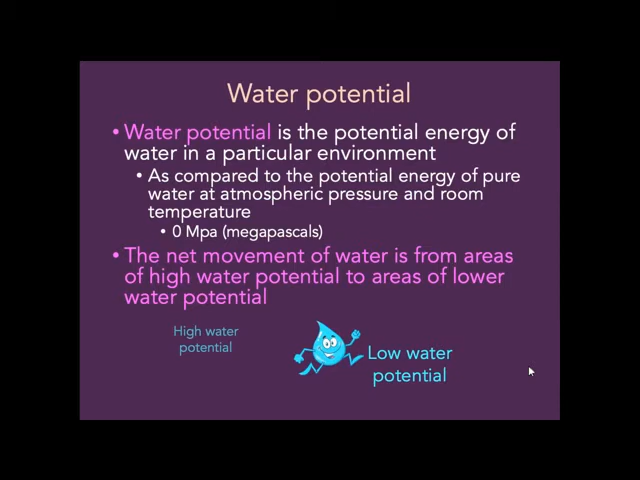 Water potential
• Water potential is the potential energy of
water in a particular environment
• As compared to the potential energy of pure
water at atmospheric pressure and room
temperature
• 0 Mpa (megapascals)
• The net movement of water is from areas
of high water potential to areas of lower
water potential
High water
potential
Low water
potential